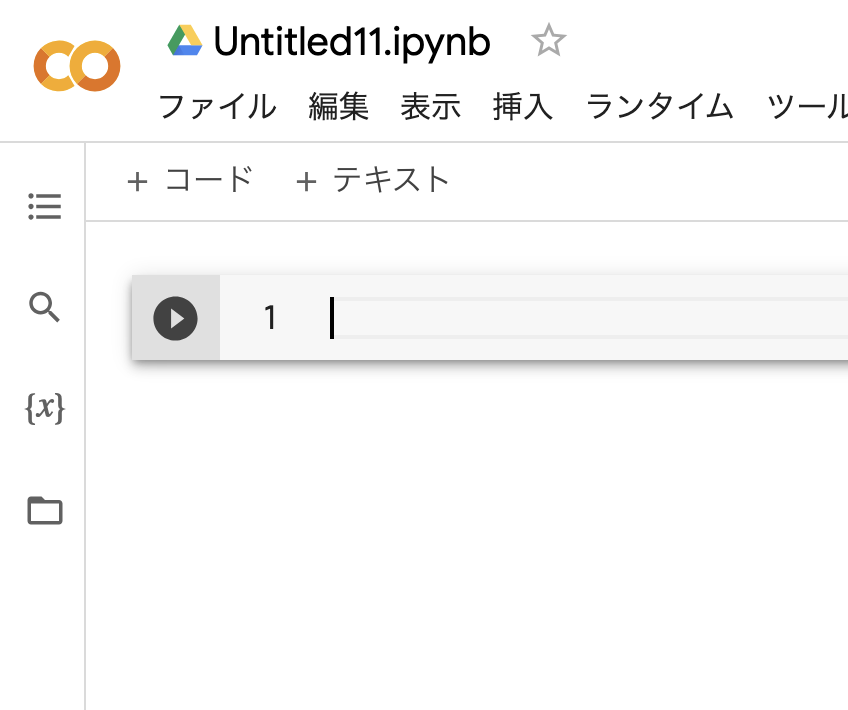 Untitled11.ipynb
ファイル 編集 表示 挿入 ランタイム ツール
+ コード + テキスト
1
{x}